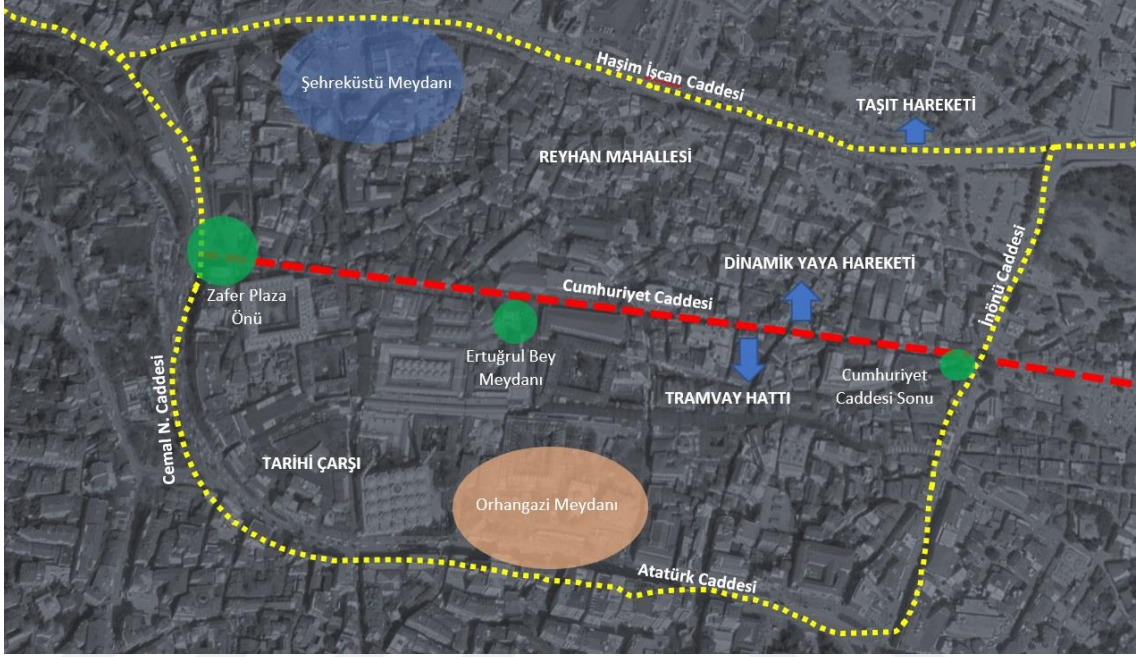 Şehreküstü Meydanı
Haşim İşcan Caddesi
TAŞIT HAREKETİ
REYHAN MAHALLESİ
DİNAMİK YAYA HAREKETİ
İnönü Caddesi
Zafer Plaza
Önü
Cumhuriyet Caddesi
Ertuğrul Bey
Meydanı
Cumhuriyet
Caddesi Sonu
TRAMVAY HATTI
Cemal N. Caddesi
TARİHİ ÇARŞI
Orhangazi Meydanı
Atatürk Caddesi